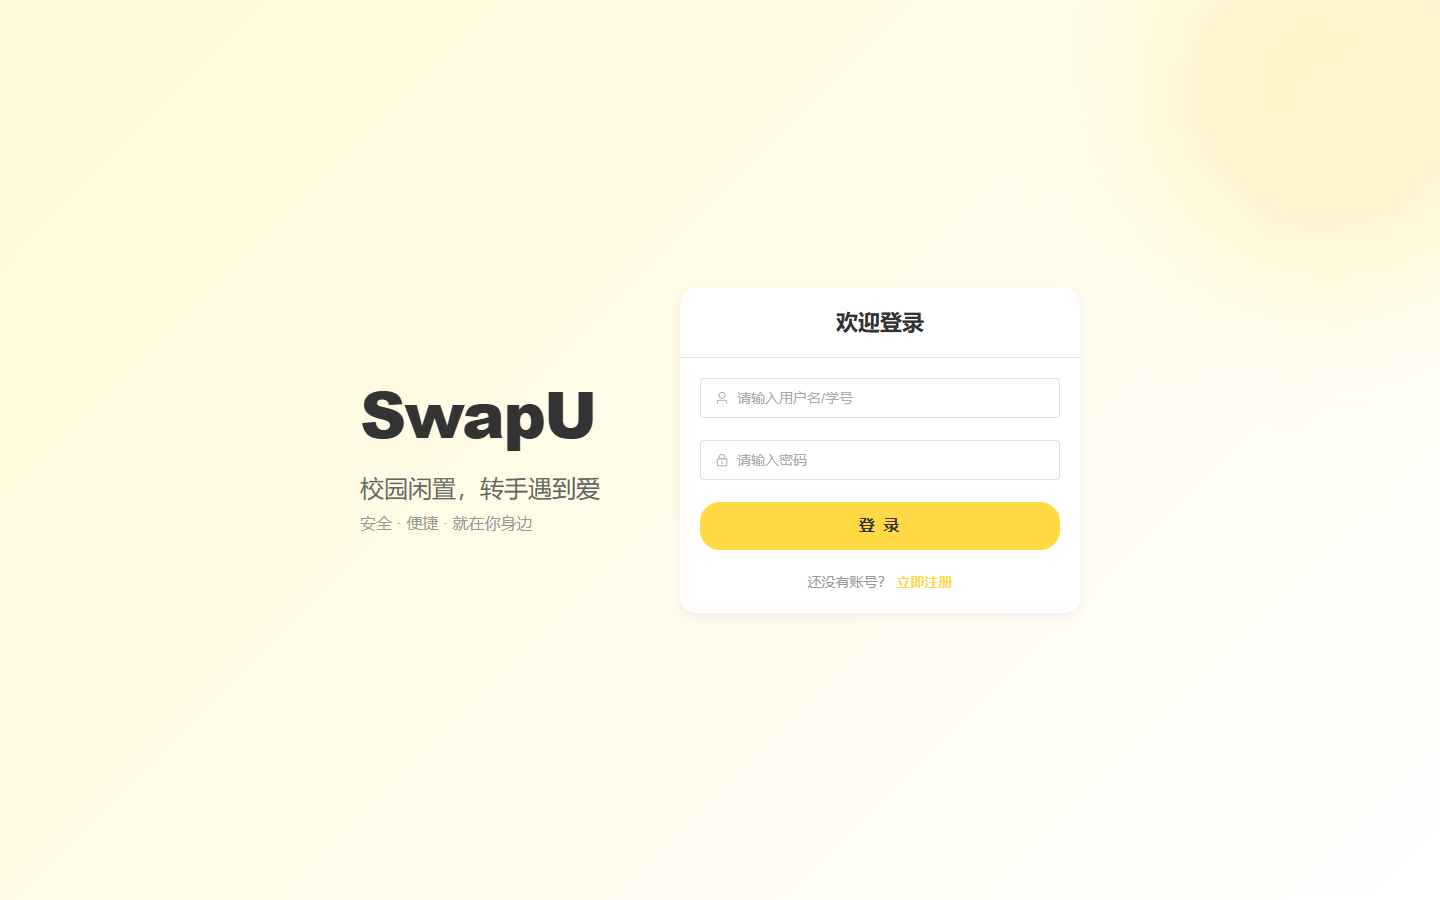 SwapU
校园闲置，转手遇到爱
安全 · 便捷 · 就在你身边
欢迎登录
请输入用户名/学号
请输入密码
登 录
还没有账号？ 立即注册